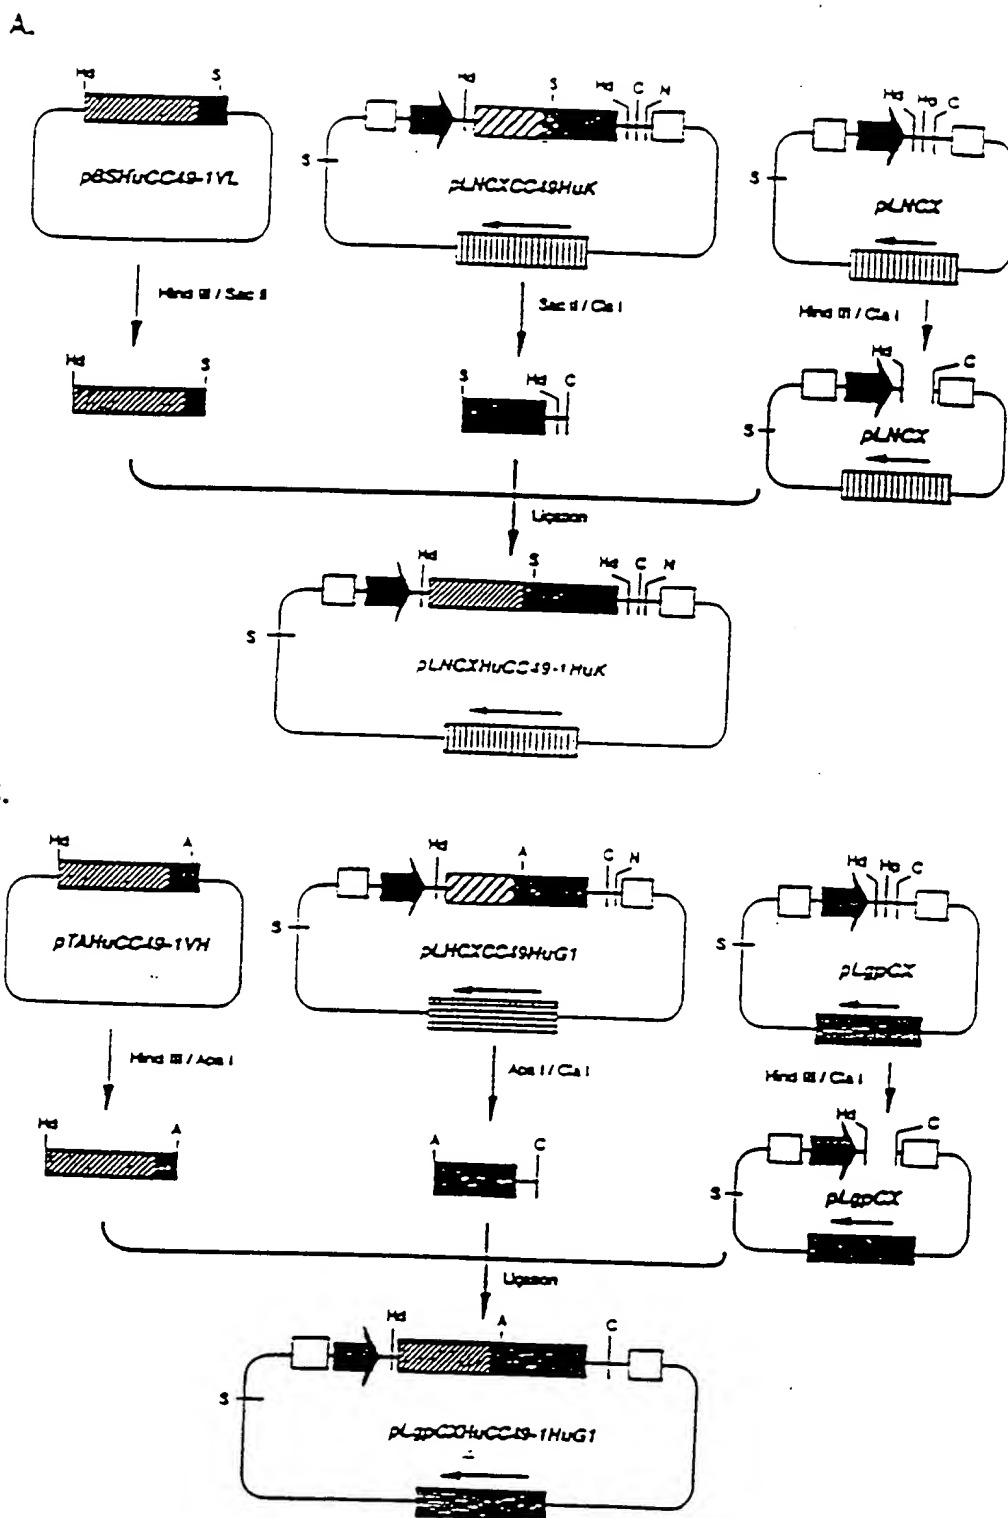 A.
Hd S
Hd S Hd C N
Hd Hp C
S
S
pBSHuCC49-1VL
pLNCXCC49HuK
pLNCX
Hind III / Sac II
Sac II / Cla I
Hind III / Cla I
Hd S
S Hd C
Hd C
S
pLNCX
Ligation
Hd S Hd C N
S
pLNCXHuCC49-1HuK
Hd A
Hd A C N
Hd Hp C
S
S
pTAHuCC49-1VH
pLHCXCC49HuG1
pLgpCX
Hind III / Apa I
Apa I / Cla I
Hind III / Cla I
Hd A
A C
Hd C
S
pLgpCX
Ligation
Hd A C
S
pLgpCXHuCC49-1HuG1